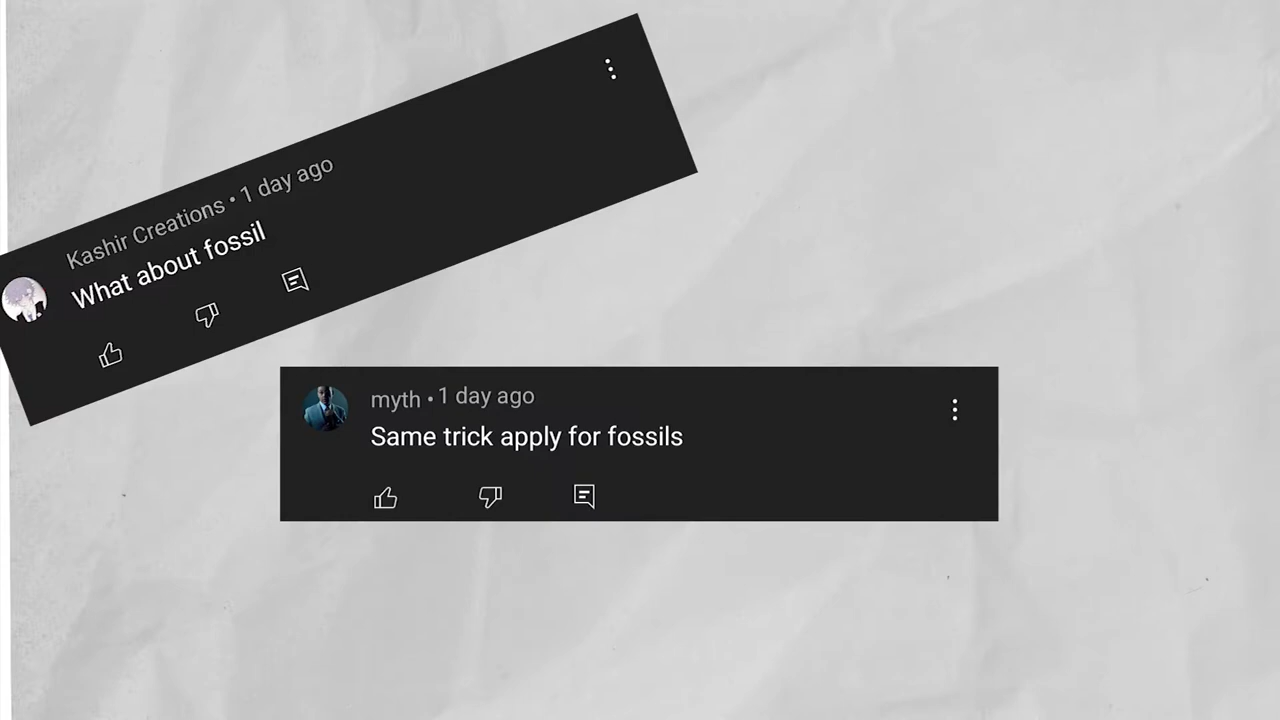 Kashir Creations • 1 day ago
What about fossil
myth • 1 day ago
Same trick apply for fossils